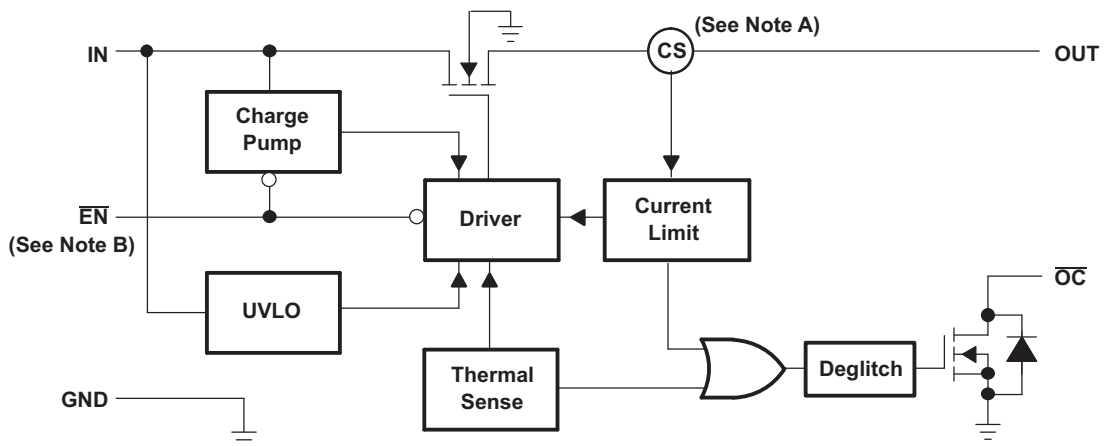 (See Note A)
IN
CS
OUT
Charge
Pump
EN
(See Note B)
Driver
Current
Limit
UVLO
OC
Thermal
Sense
Deglitch
GND